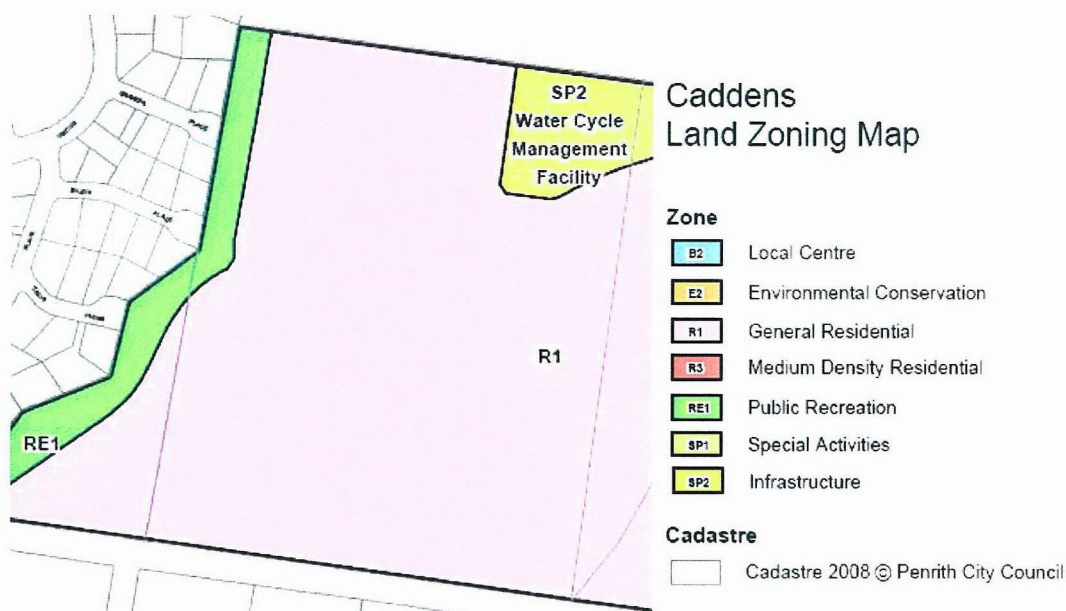 SP2
Water Cycle
Management
Facility
R1
RE1
PLACE
PLACE
Caddens
Land Zoning Map
Zone
B2 Local Centre
E2 Environmental Conservation
R1 General Residential
R3 Medium Density Residential
RE1 Public Recreation
SP1 Special Activities
SP2 Infrastructure
Cadastre
Cadastre 2008 © Penrith City Council